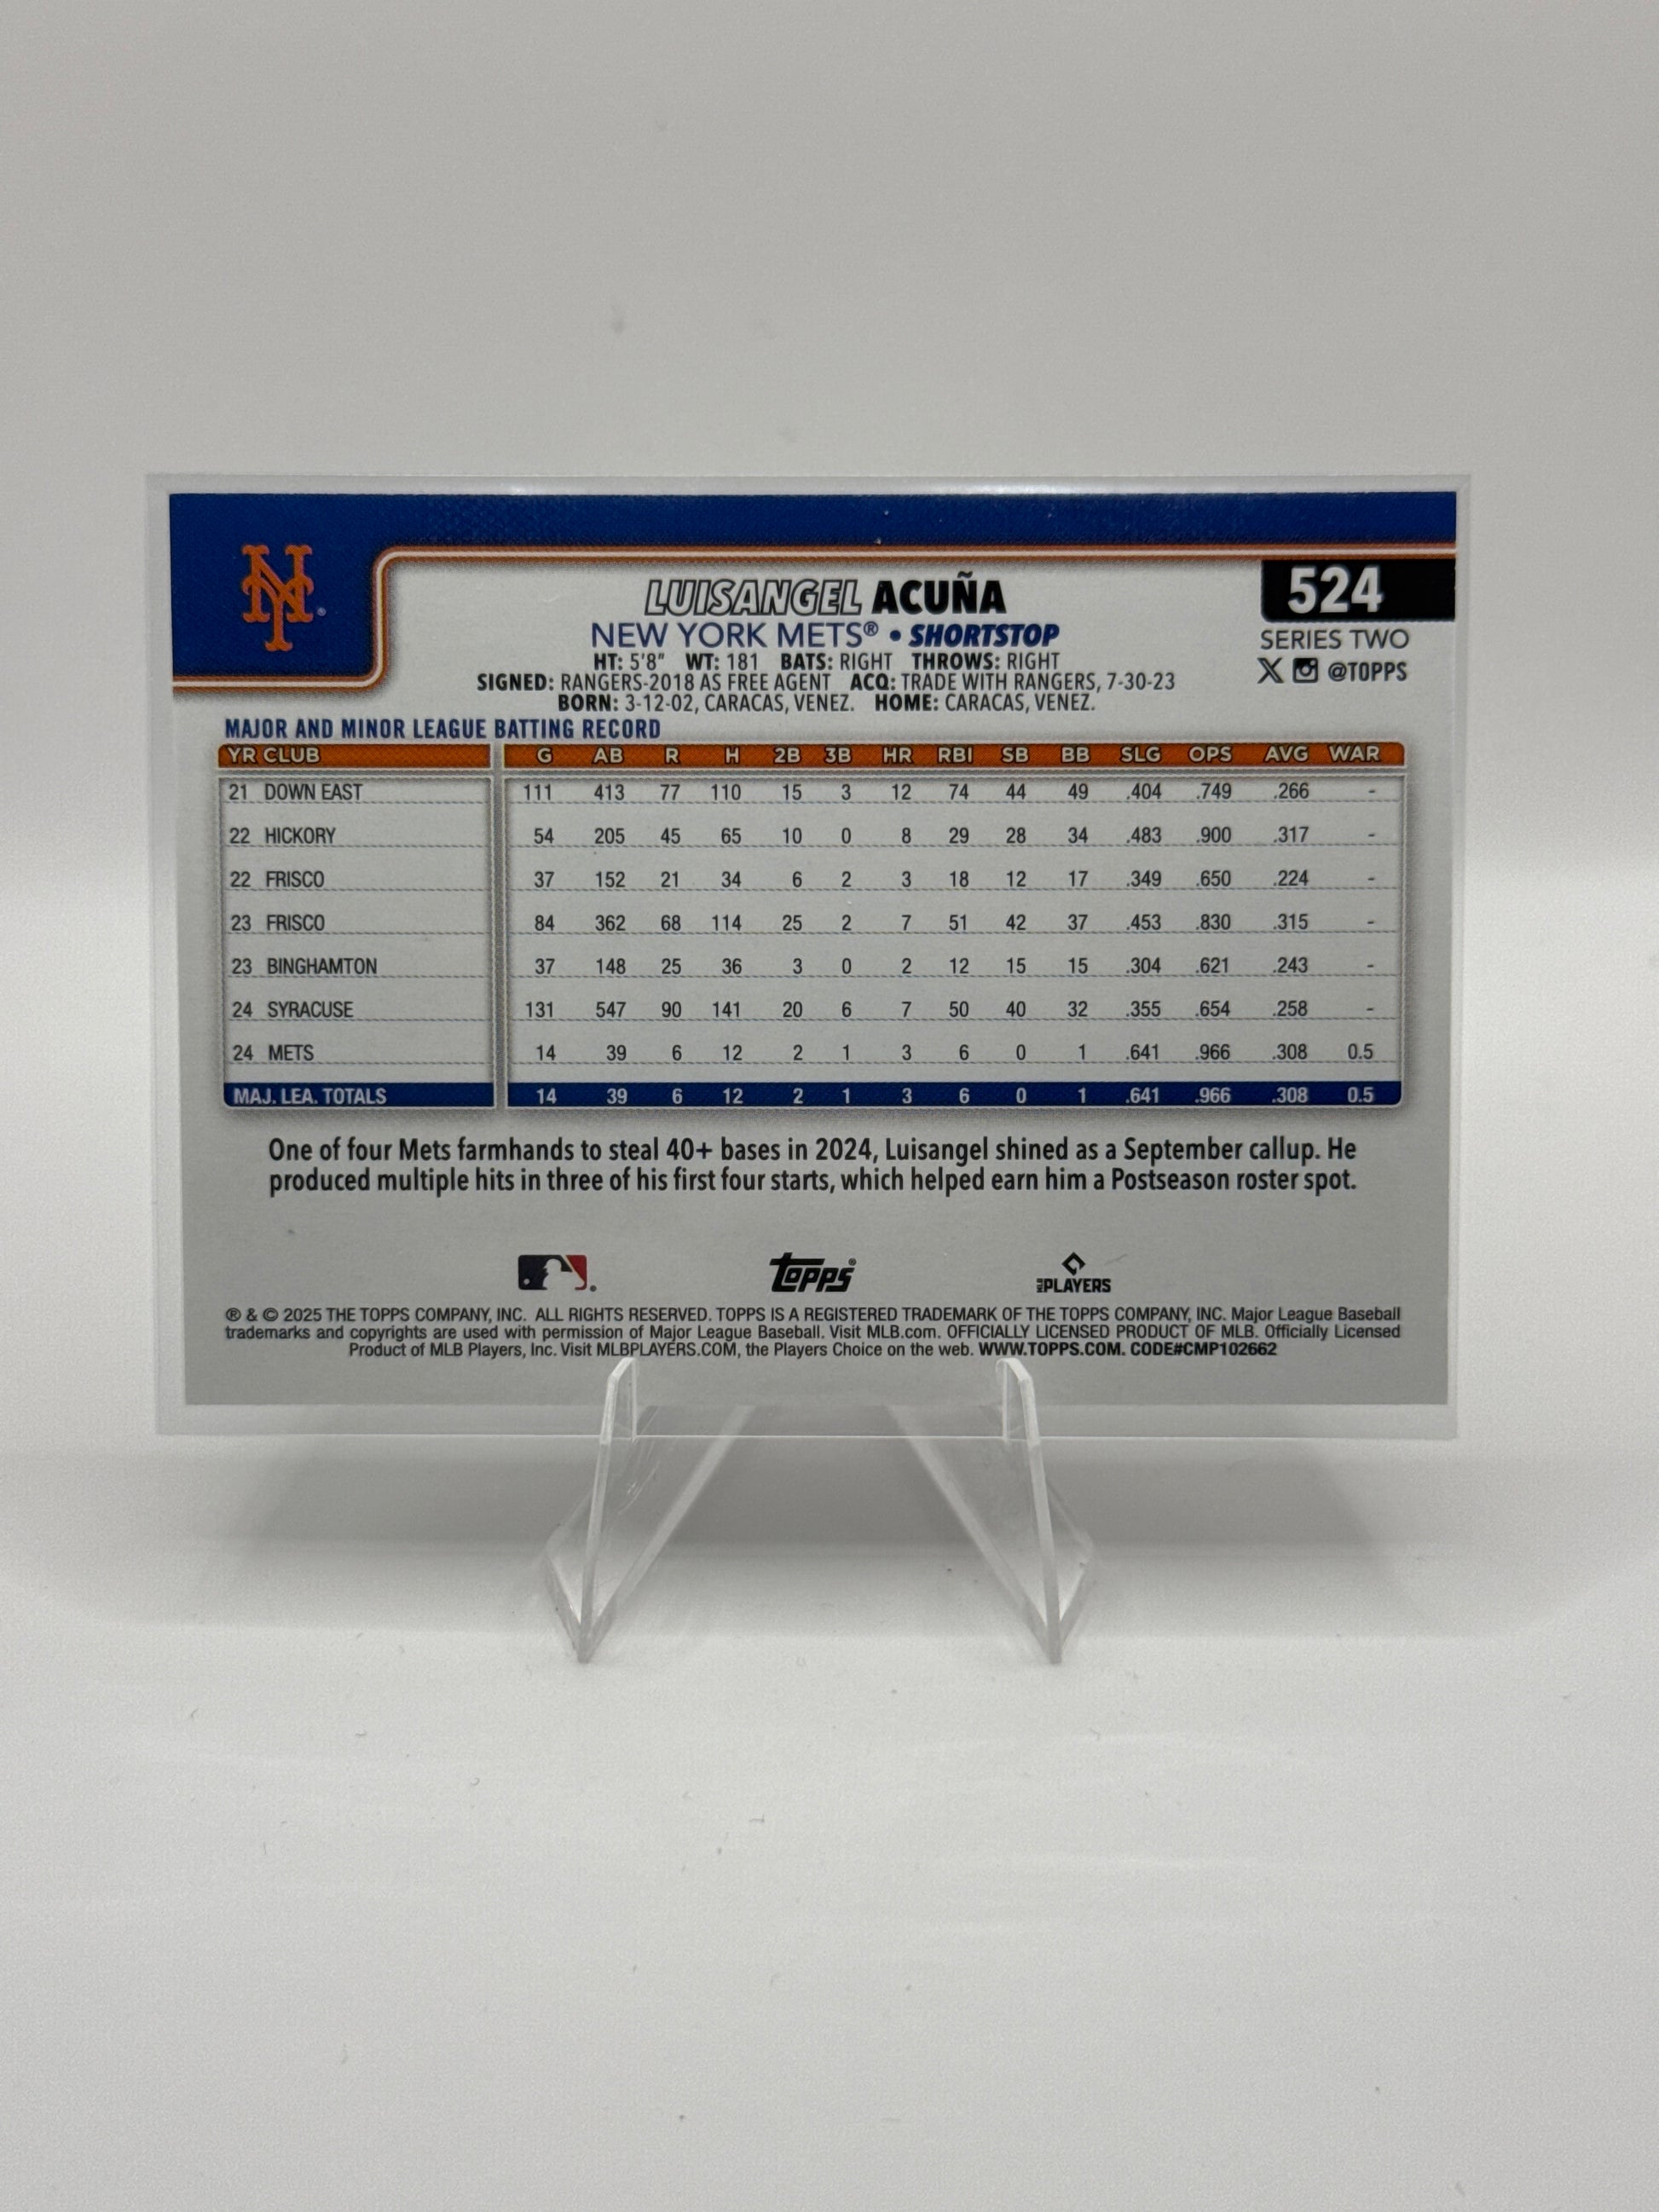 NY
LUISANGEL ACUÑA
524
NEW YORK METS® • SHORTSTOP
SERIES TWO
HT: 5'8" WT: 181 BATS: RIGHT THROWS: RIGHT
X @TOPPS
SIGNED: RANGERS-2018 AS FREE AGENT ACQ: TRADE WITH RANGERS, 7-30-23
BORN: 3-12-02, CARACAS, VENEZ. HOME: CARACAS, VENEZ.
MAJOR AND MINOR LEAGUE BATTING RECORD
YR CLUB G AB R H 2B 3B HR RBI SB BB SLG OPS AVG WAR
21 DOWN EAST 111 413 77 110 15 3 12 74 44 49 .404 .749 .266 -
22 HICKORY 54 205 45 65 10 0 8 29 28 34 .483 .900 .317 -
22 FRISCO 37 152 21 34 6 2 3 18 12 17 .349 .650 .224 -
23 FRISCO 84 362 68 114 25 2 7 51 42 37 .453 .830 .315 -
23 BINGHAMTON 37 148 25 36 3 0 2 12 15 15 .304 .621 .243 -
24 SYRACUSE 131 547 90 141 20 6 7 50 40 32 .355 .654 .258 -
24 METS 14 39 6 12 2 1 3 6 0 1 .641 .966 .308 0.5
MAJ. LEA. TOTALS 14 39 6 12 2 1 3 6 0 1 .641 .966 .308 0.5
One of four Mets farmhands to steal 40+ bases in 2024, Luisangel shined as a September callup. He
produced multiple hits in three of his first four starts, which helped earn him a Postseason roster spot.
Topps® MLB PLAYERS
® & © 2025 THE TOPPS COMPANY, INC. ALL RIGHTS RESERVED. TOPPS IS A REGISTERED TRADEMARK OF THE TOPPS COMPANY, INC. Major League Baseball
trademarks and copyrights are used with permission of Major League Baseball. Visit MLB.com. OFFICIALLY LICENSED PRODUCT OF MLB. Officially Licensed
Product of MLB Players, Inc. Visit MLBPLAYERS.COM, the Players Choice on the web. WWW.TOPPS.COM. CODE#CMP102662